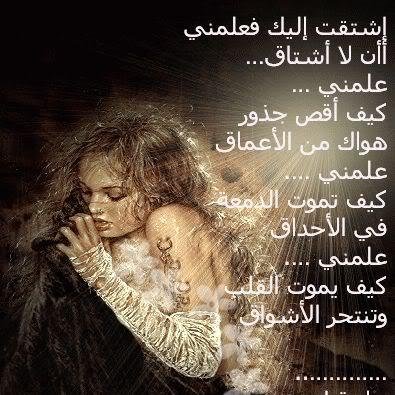 إشتقت إليك فعلمني
أأن لا أشتاق...
علمني ...
كيف أقص جذور
هواك من الأعماق
علمني ....
كيف تموت الدمعة
في الأحداق
علمني ....
كيف يموت القلب
وتنتحر الأشواق
..............